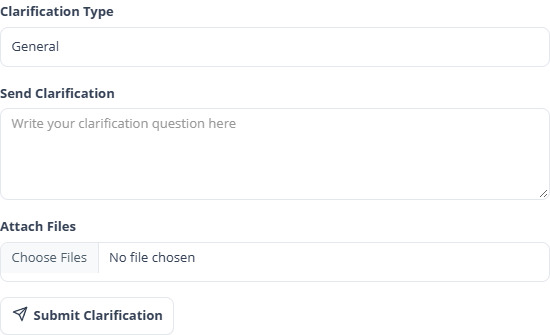 Clarification Type
General
Send Clarification
Write your clarification question here
Attach Files
Choose Files No file chosen
Submit Clarification